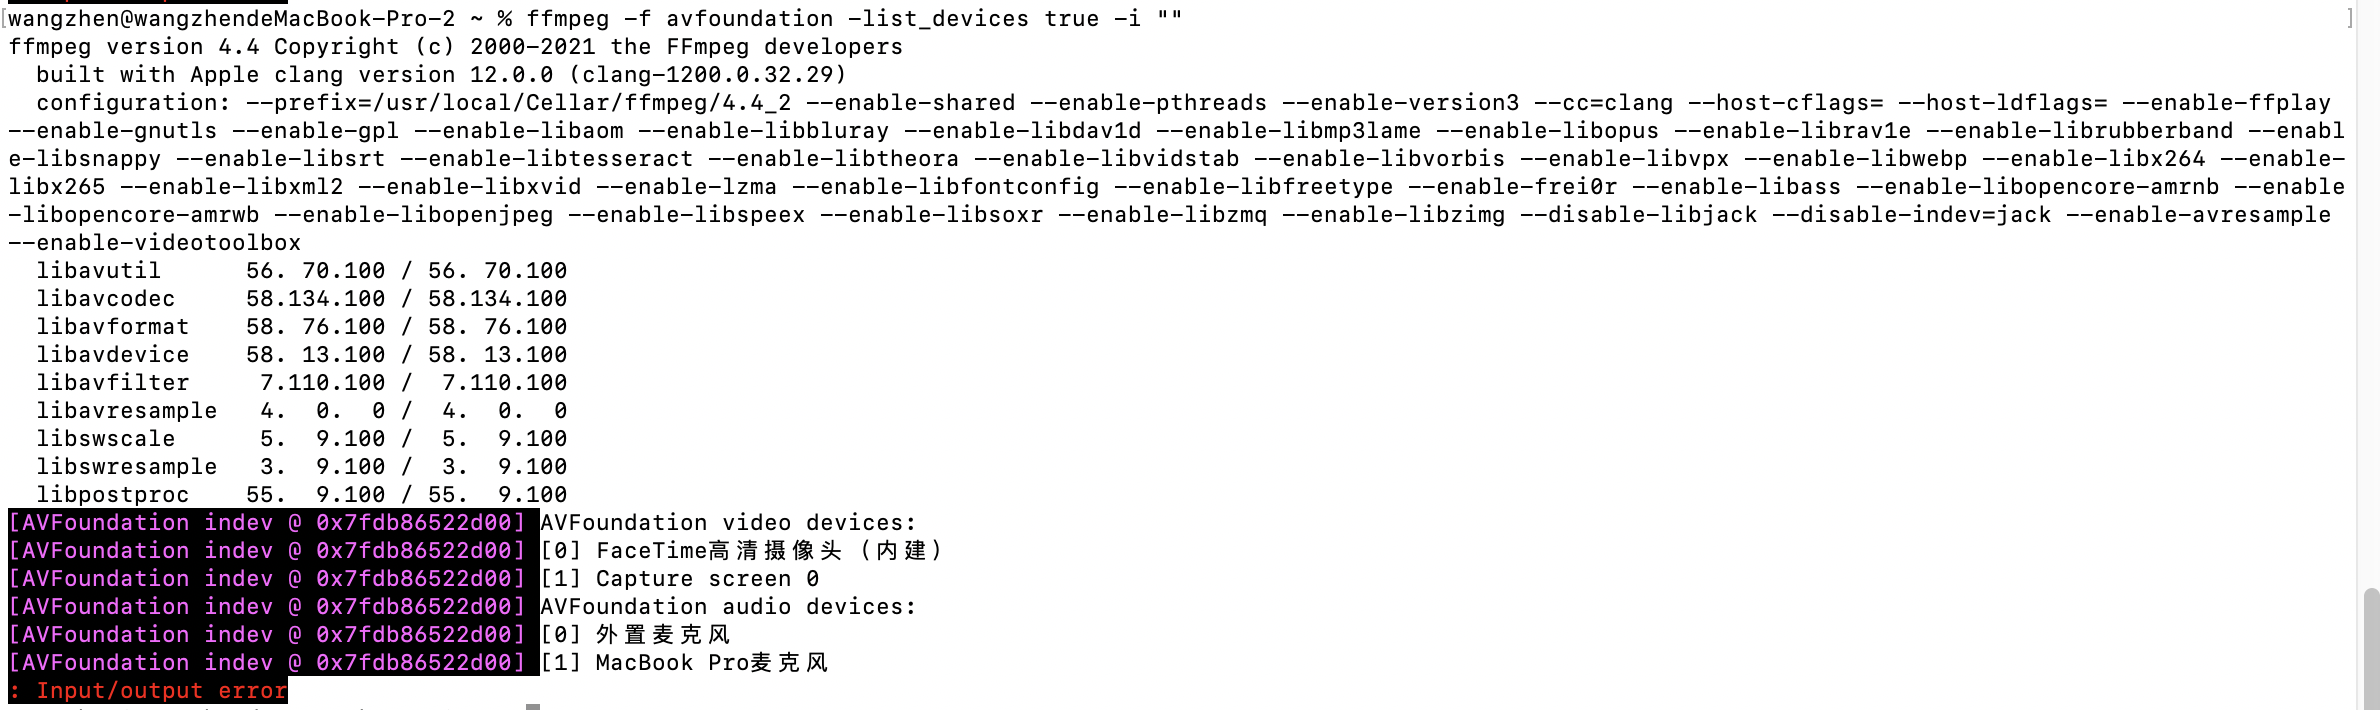 [wangzhen@wangzhendeMacBook-Pro-2 ~ % ffmpeg -f avfoundation -list_devices true -i "" ]
ffmpeg version 4.4 Copyright (c) 2000-2021 the FFmpeg developers
  built with Apple clang version 12.0.0 (clang-1200.0.32.29)
  configuration: --prefix=/usr/local/Cellar/ffmpeg/4.4_2 --enable-shared --enable-pthreads --enable-version3 --cc=clang --host-cflags= --host-ldflags= --enable-ffplay
--enable-gnutls --enable-gpl --enable-libaom --enable-libbluray --enable-libdav1d --enable-libmp3lame --enable-libopus --enable-librav1e --enable-librubberband --enabl
e-libsnappy --enable-libsrt --enable-libtesseract --enable-libtheora --enable-libvidstab --enable-libvorbis --enable-libvpx --enable-libwebp --enable-libx264 --enable-
libx265 --enable-libxml2 --enable-libxvid --enable-lzma --enable-libfontconfig --enable-libfreetype --enable-frei0r --enable-libass --enable-libopencore-amrnb --enable
-libopencore-amrwb --enable-libopenjpeg --enable-libspeex --enable-libsoxr --enable-libzmq --enable-libzimg --disable-libjack --disable-indev=jack --enable-avresample
--enable-videotoolbox
  libavutil      56. 70.100 / 56. 70.100
  libavcodec     58.134.100 / 58.134.100
  libavformat    58. 76.100 / 58. 76.100
  libavdevice    58. 13.100 / 58. 13.100
  libavfilter     7.110.100 /  7.110.100
  libavresample   4.  0.  0 /  4.  0.  0
  libswscale      5.  9.100 /  5.  9.100
  libswresample   3.  9.100 /  3.  9.100
  libpostproc    55.  9.100 / 55.  9.100
[AVFoundation indev @ 0x7fdb86522d00] AVFoundation video devices:
[AVFoundation indev @ 0x7fdb86522d00] [0] FaceTime高清摄像头（内建）
[AVFoundation indev @ 0x7fdb86522d00] [1] Capture screen 0
[AVFoundation indev @ 0x7fdb86522d00] AVFoundation audio devices:
[AVFoundation indev @ 0x7fdb86522d00] [0] 外置麦克风
[AVFoundation indev @ 0x7fdb86522d00] [1] MacBook Pro麦克风
: Input/output error